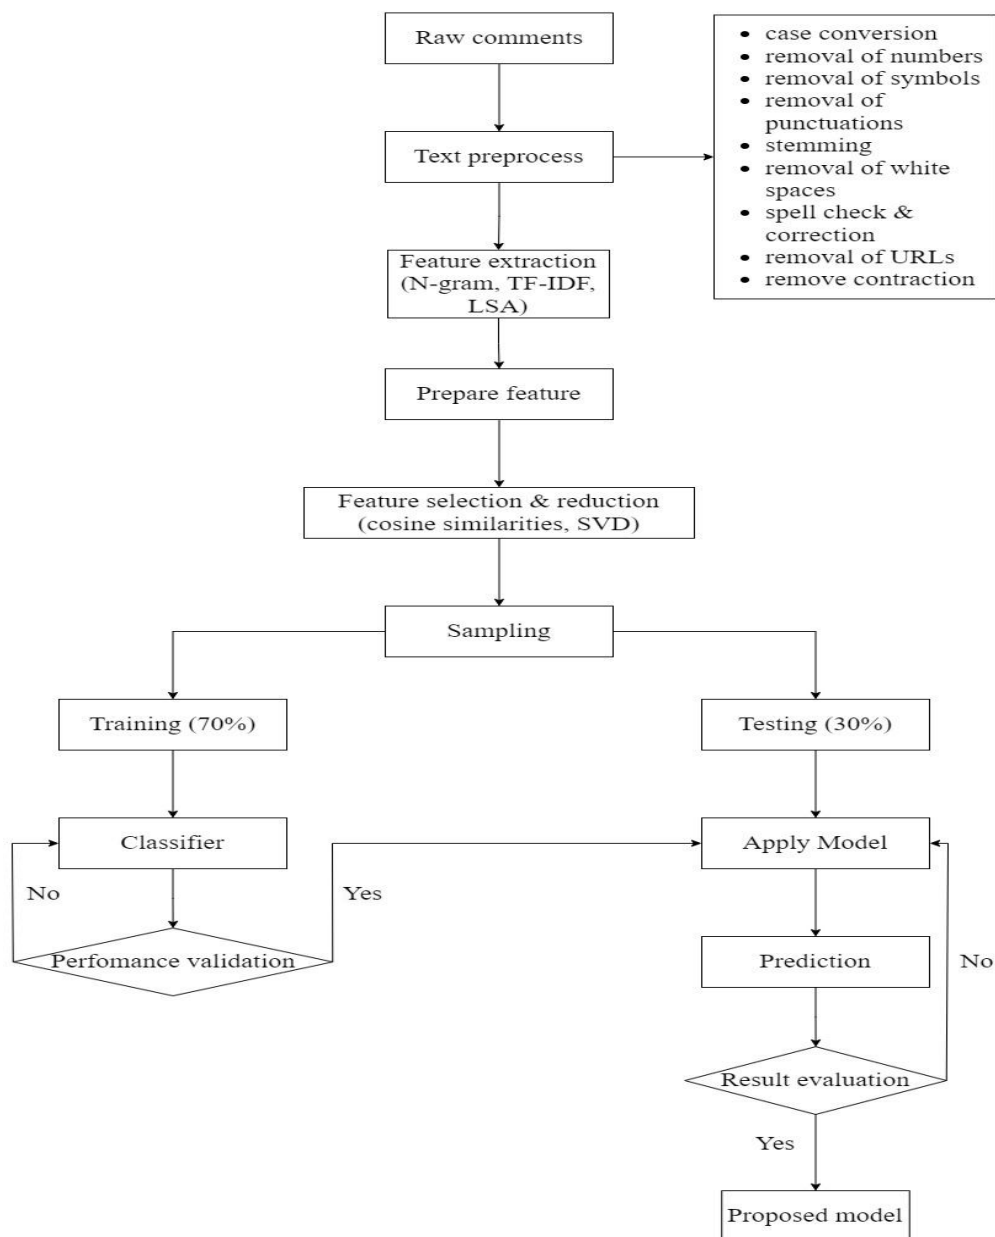 Raw comments
• case conversion
• removal of numbers
• removal of symbols
• removal of
punctuations
• stemming
• removal of white
spaces
• spell check &
correction
• removal of URLs
• remove contraction
Text preprocess
Feature extraction
(N-gram, TF-IDF,
LSA)
Prepare feature
Feature selection & reduction
(cosine similarities, SVD)
Sampling
Training (70%)
Testing (30%)
Classifier
Apply Model
No
Yes
Perfomance validation
Prediction
No
Result evaluation
Yes
Proposed model